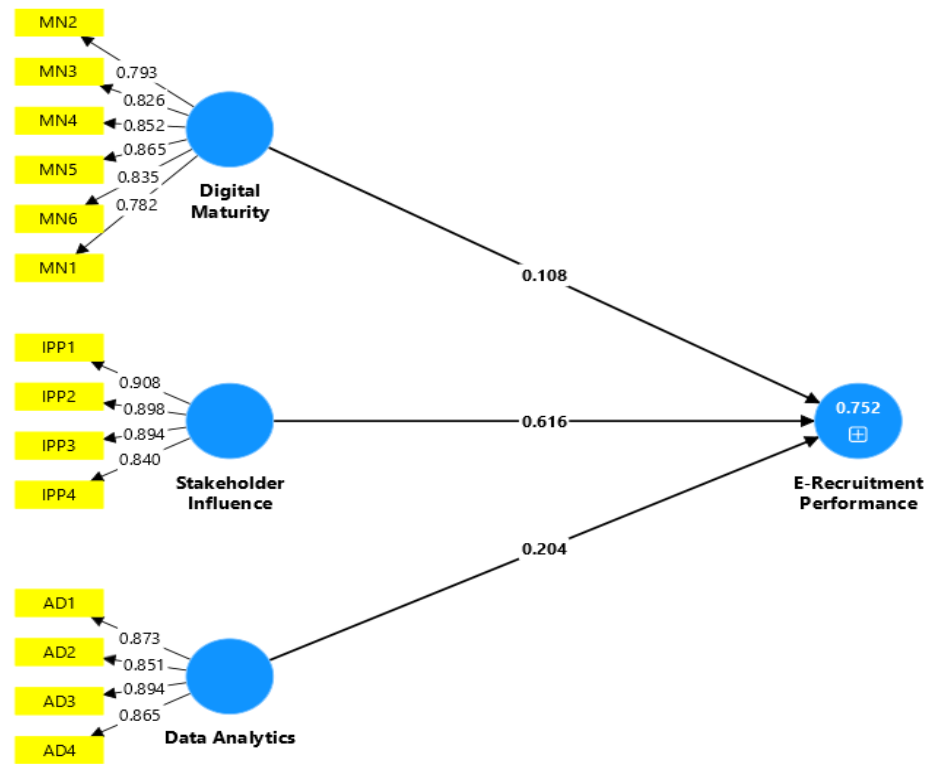 MN2
0.793
MN3
0.826
MN4
0.852
MN5
0.865
0.835
MN6
0.782
MN1
Digital
Maturity
0.108
IPP1
0.908
IPP2
0.898
IPP3
0.894
0.840
IPP4
Stakeholder
Influence
0.616
0.752
E-Recruitment
Performance
0.204
AD1
0.873
AD2
0.851
AD3
0.894
0.865
AD4
Data Analytics